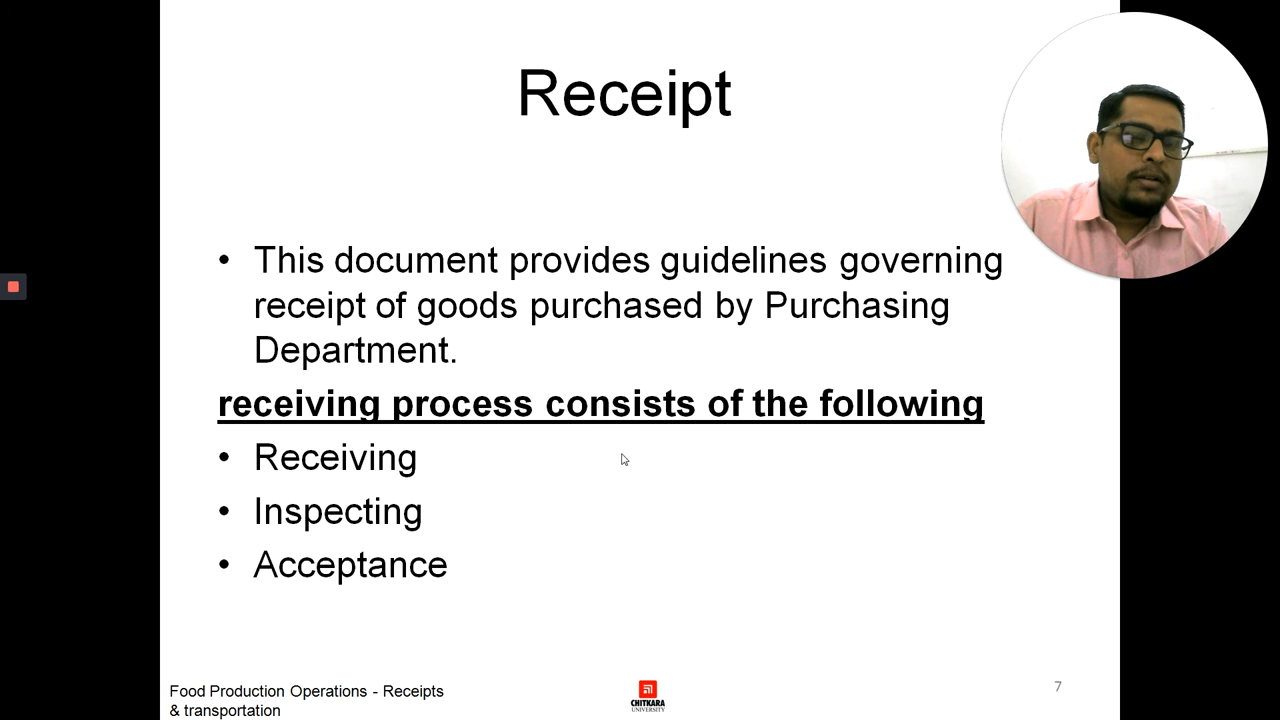 Receipt
• This document provides guidelines governing
receipt of goods purchased by Purchasing
Department.
receiving process consists of the following
• Receiving
• Inspecting
• Acceptance
Food Production Operations - Receipts
& transportation
CHITKARA
UNIVERSITY
7